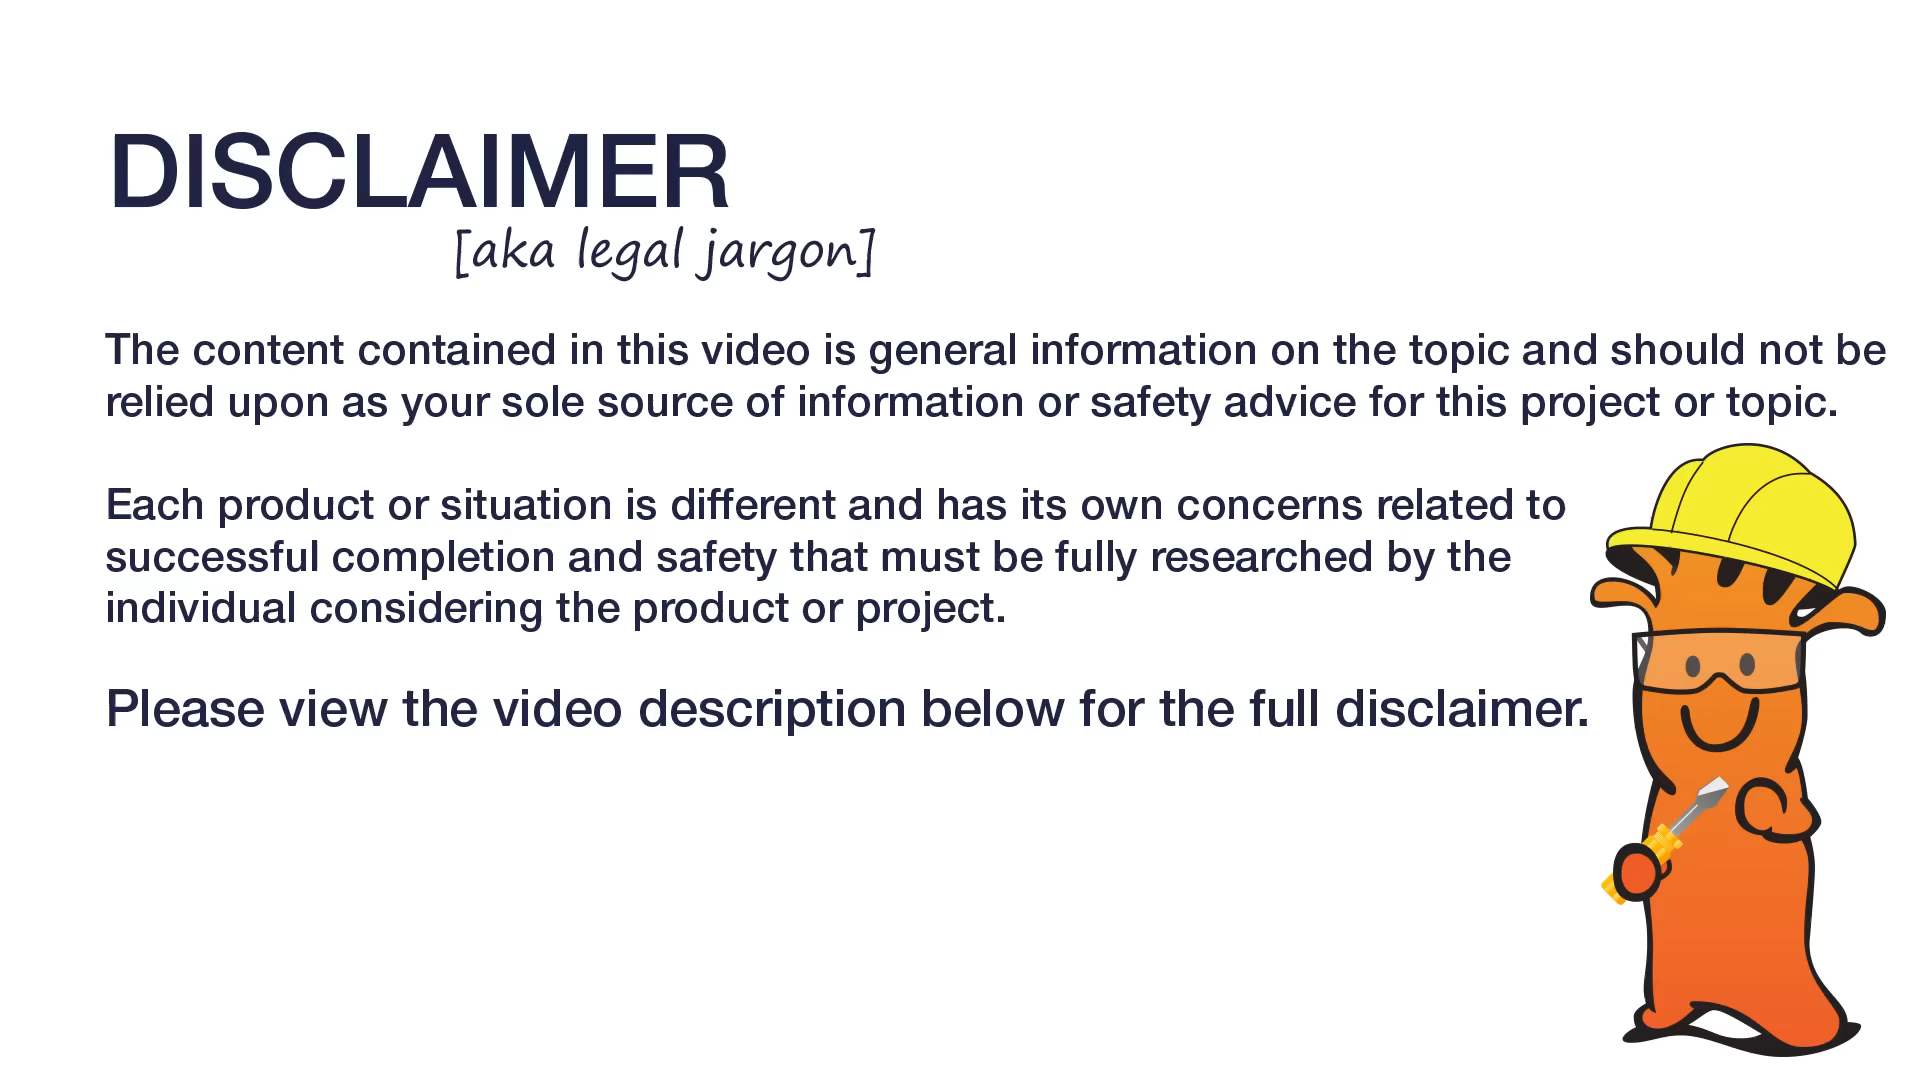 DISCLAIMER
[aka legal jargon]
The content contained in this video is general information on the topic and should not be
relied upon as your sole source of information or safety advice for this project or topic.
Each product or situation is different and has its own concerns related to
successful completion and safety that must be fully researched by the
individual considering the product or project.
Please view the video description below for the full disclaimer.